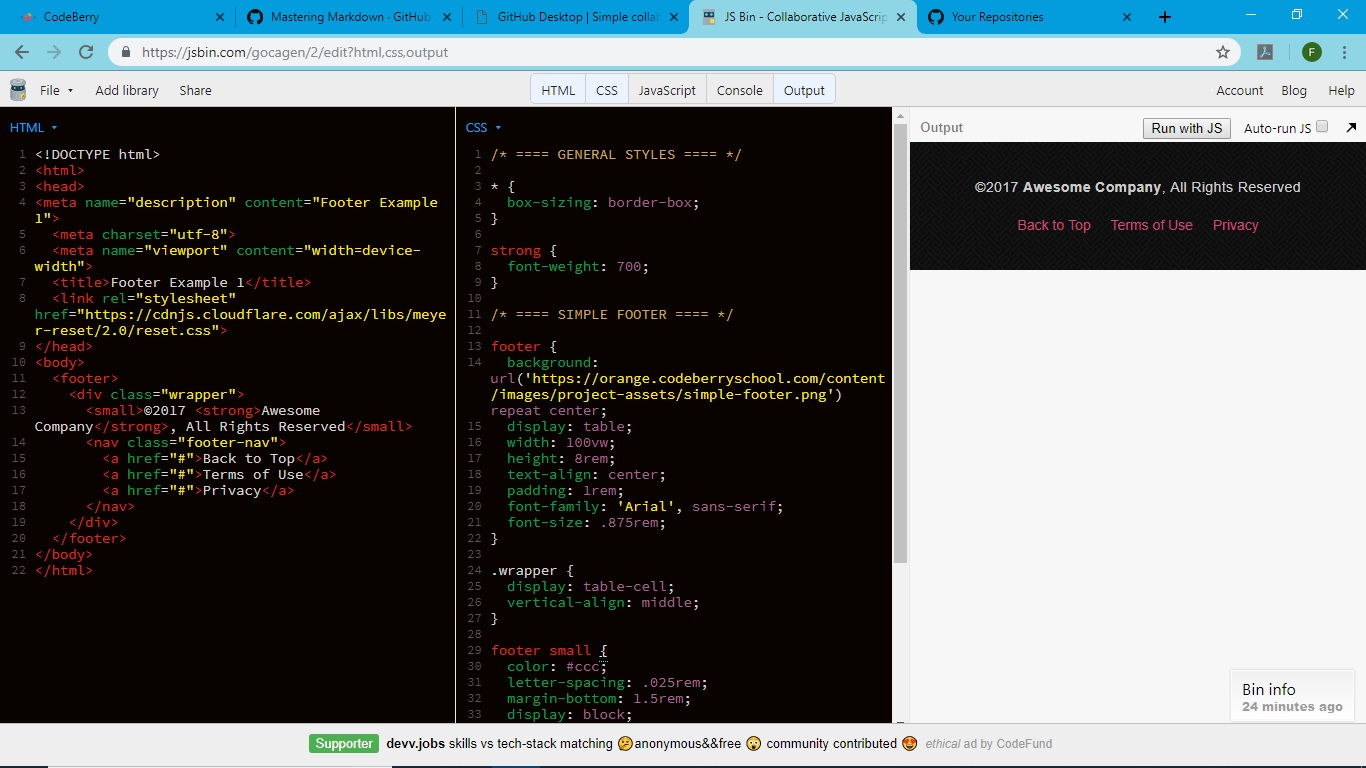 CodeBerry
Mastering Markdown · GitHub
GitHub Desktop | Simple collab
JS Bin - Collaborative JavaScrip
Your Repositories
https://jsbin.com/gocagen/2/edit?html,css,output
F
File
Add library
Share
HTML
CSS
JavaScript
Console
Output
Account
Blog
Help
HTML
1 <!DOCTYPE html>
2 <html>
3 <head>
4 <meta name="description" content="Footer Example
1">
5 <meta charset="utf-8">
6 <meta name="viewport" content="width=device-
width">
7 <title>Footer Example 1</title>
8 <link rel="stylesheet"
href="https://cdnjs.cloudflare.com/ajax/libs/meye
r-reset/2.0/reset.css">
9 </head>
10 <body>
11 <footer>
12 <div class="wrapper">
13 <small>©2017 <strong>Awesome
Company</strong>, All Rights Reserved</small>
14 <nav class="footer-nav">
15 <a href="#">Back to Top</a>
16 <a href="#">Terms of Use</a>
17 <a href="#">Privacy</a>
18 </nav>
19 </div>
20 </footer>
21 </body>
22 </html>
CSS
1 /* ==== GENERAL STYLES ==== */
2
3 * {
4 box-sizing: border-box;
5 }
6
7 strong {
8 font-weight: 700;
9 }
10
11 /* ==== SIMPLE FOOTER ==== */
12
13 footer {
14 background:
url('https://orange.codeberryschool.com/content
/images/project-assets/simple-footer.png')
repeat center;
15 display: table;
16 width: 100vw;
17 height: 8rem;
18 text-align: center;
19 padding: 1rem;
20 font-family: 'Arial', sans-serif;
21 font-size: .875rem;
22 }
23
24 .wrapper {
25 display: table-cell;
26 vertical-align: middle;
27 }
28
29 footer small {
30 color: #ccc;
31 letter-spacing: .025rem;
32 margin-bottom: 1.5rem;
33 display: block;
Output
Run with JS
Auto-run JS
©2017 Awesome Company, All Rights Reserved
Back to Top Terms of Use Privacy
Bin info
24 minutes ago
Supporter devv.jobs skills vs tech-stack matching 🤔anonymous&&free 😲 community contributed 😍 ethical ad by CodeFund